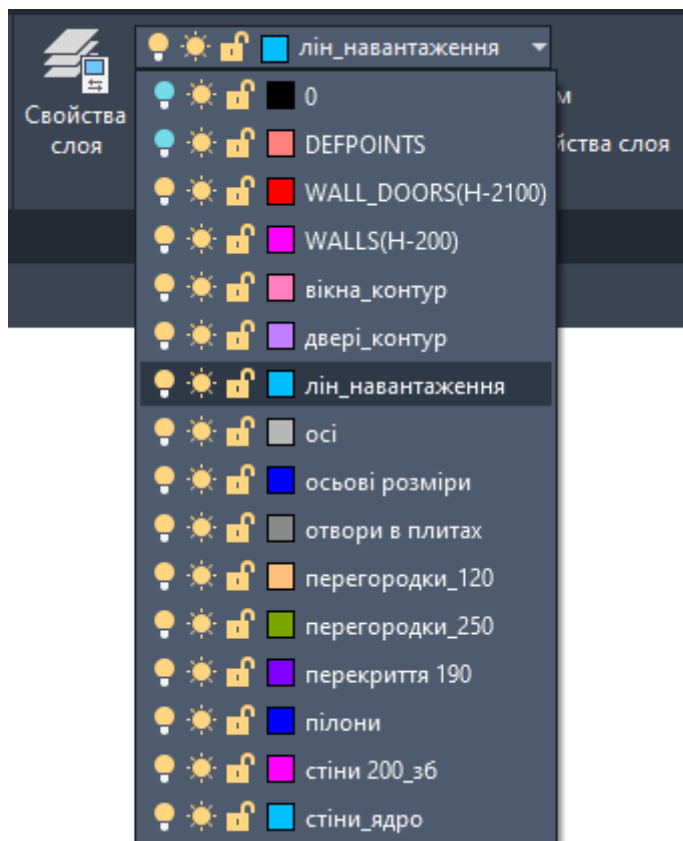 лін_навантаження
Свойства
слоя
м
йства слоя
0
DEFPOINTS
WALL_DOORS(H-2100)
WALLS(H-200)
вікна_контур
двері_контур
лін_навантаження
осі
осьові розміри
отвори в плитах
перегородки_120
перегородки_250
перекриття 190
пілони
стіни 200_зб
стіни_ядро